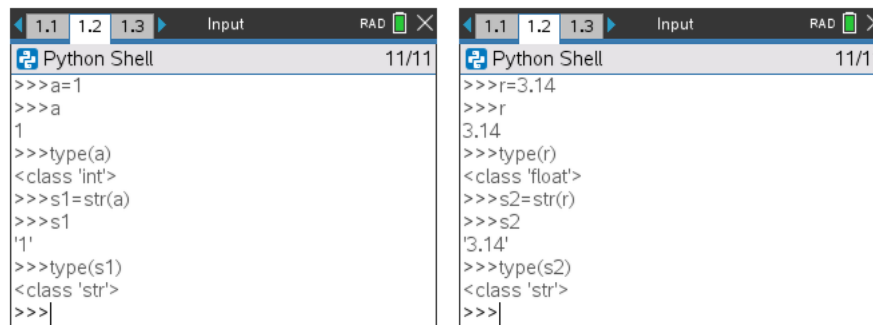 1.1 1.2 1.3 Input RAD
Python Shell 11/11
>>>a=1
>>>a
1
>>>type(a)
<class 'int'>
>>>s1=str(a)
>>>s1
'1'
>>>type(s1)
<class 'str'>
>>>
1.1 1.2 1.3 Input RAD
Python Shell 11/1
>>>r=3.14
>>>r
3.14
>>>type(r)
<class 'float'>
>>>s2=str(r)
>>>s2
'3.14'
>>>type(s2)
<class 'str'>
>>>